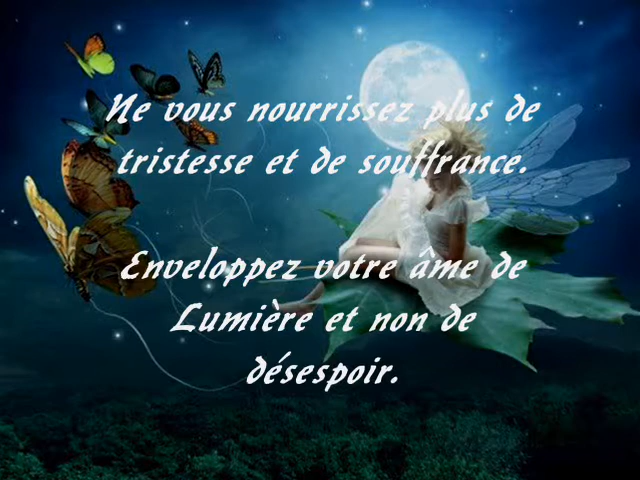 Ne vous nourrissez plus de
tristesse et de souffrance.
Enveloppez votre âme de
Lumière et non de
désespoir.